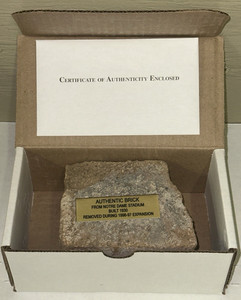 CERTIFICATE OF AUTHENTICITY ENCLOSED
AUTHENTIC BRICK
FROM NOTRE DAME STADIUM
BUILT 1930
REMOVED DURING 1996-97 EXPANSION